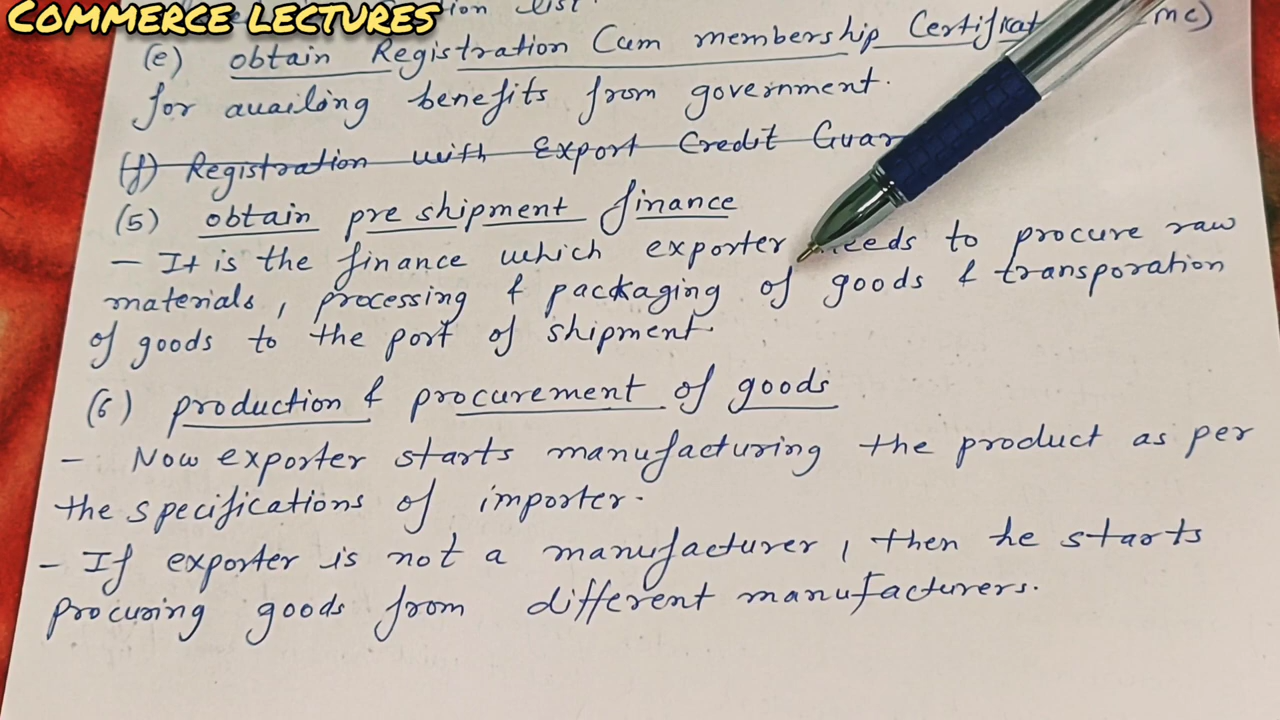 COMMERCE LECTURES
list
(e) obtain Registration Cum membership mc)
for availing benefits from government.
(f) Registration with Export Credit
(5) obtain pre shipment finance
- It is the finance which exporter needs to procure raw
materials, processing & packaging of goods & transporation
of goods to the port of shipment.
(6) production & procurement of goods
- Now exporter starts manufacturing the product as per
the specifications of importer.
- If exporter is not a manufacturer, then he starts
procuring goods from different manufacturers.